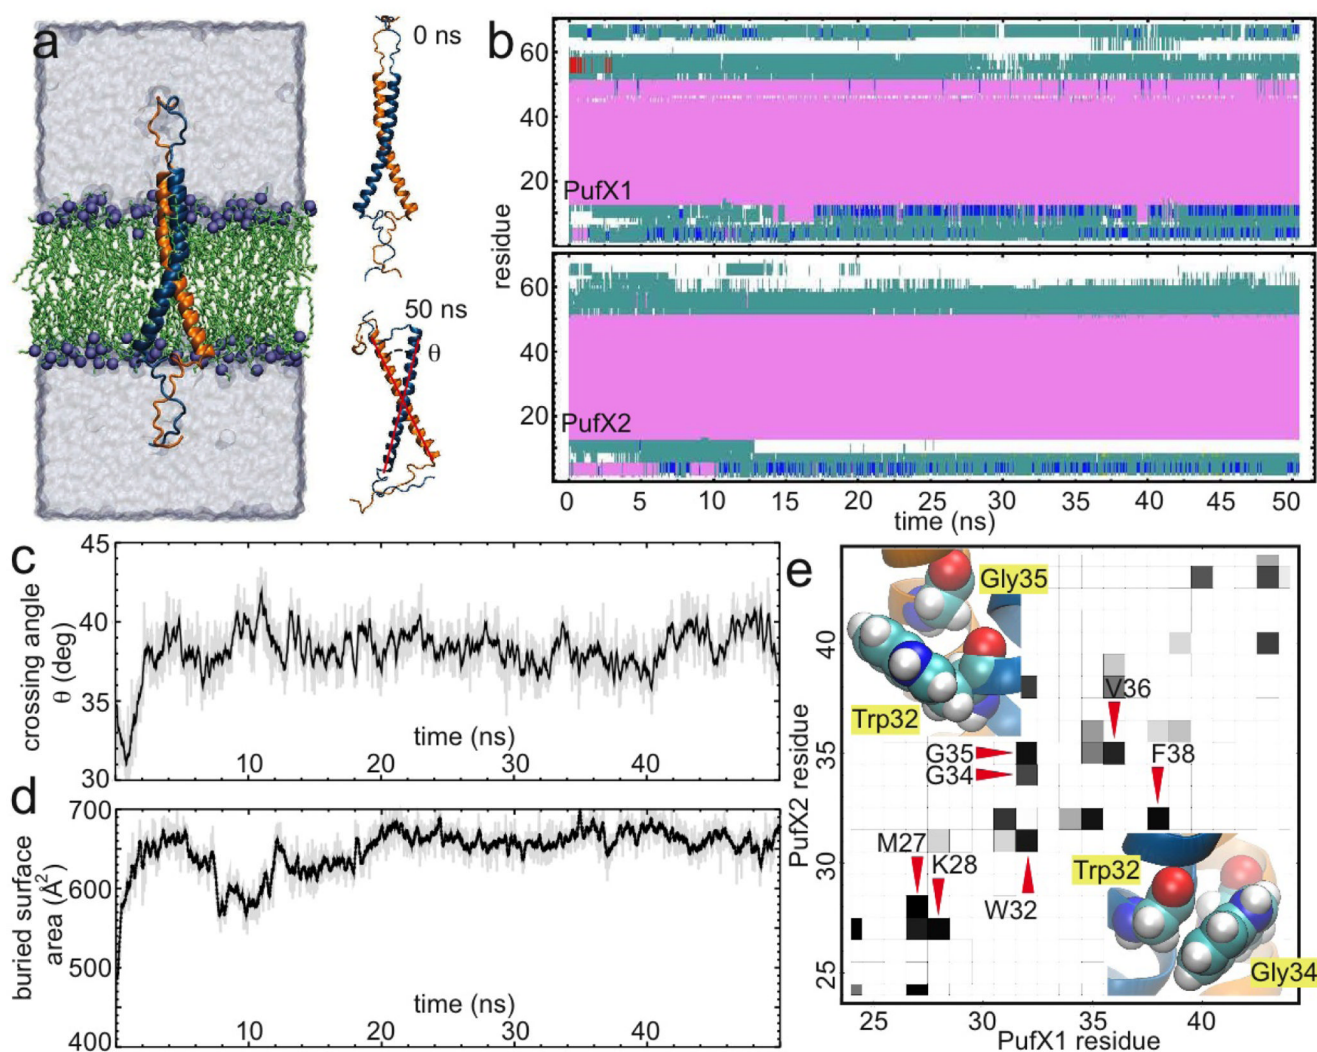 a
0 ns
50 ns
θ
b
residue
60
40
20
PufX1
60
40
20
PufX2
0 5 10 15 20 25 30 35 40 45 50
time (ns)
c
crossing angle
θ (deg)
45
40
35
30
time (ns)
10 20 30 40
d
buried surface
area (Å²)
700
600
500
400
time (ns)
10 20 30 40
e
PufX2 residue
40
35
30
25
Gly35
Trp32
V36
G35
G34
F38
M27
K28
W32
Trp32
Gly34
25 30 35 40
PufX1 residue